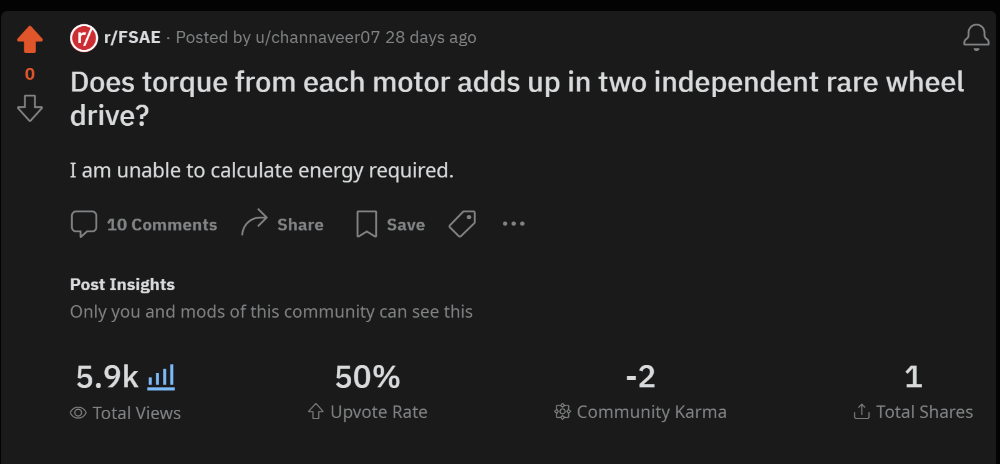 r/ r/FSAE · Posted by u/channaveer07 28 days ago
0
Does torque from each motor adds up in two independent rare wheel
drive?
I am unable to calculate energy required.
10 Comments Share Save ...
Post Insights
Only you and mods of this community can see this
5.9k 50% -2 1
Total Views Upvote Rate Community Karma Total Shares